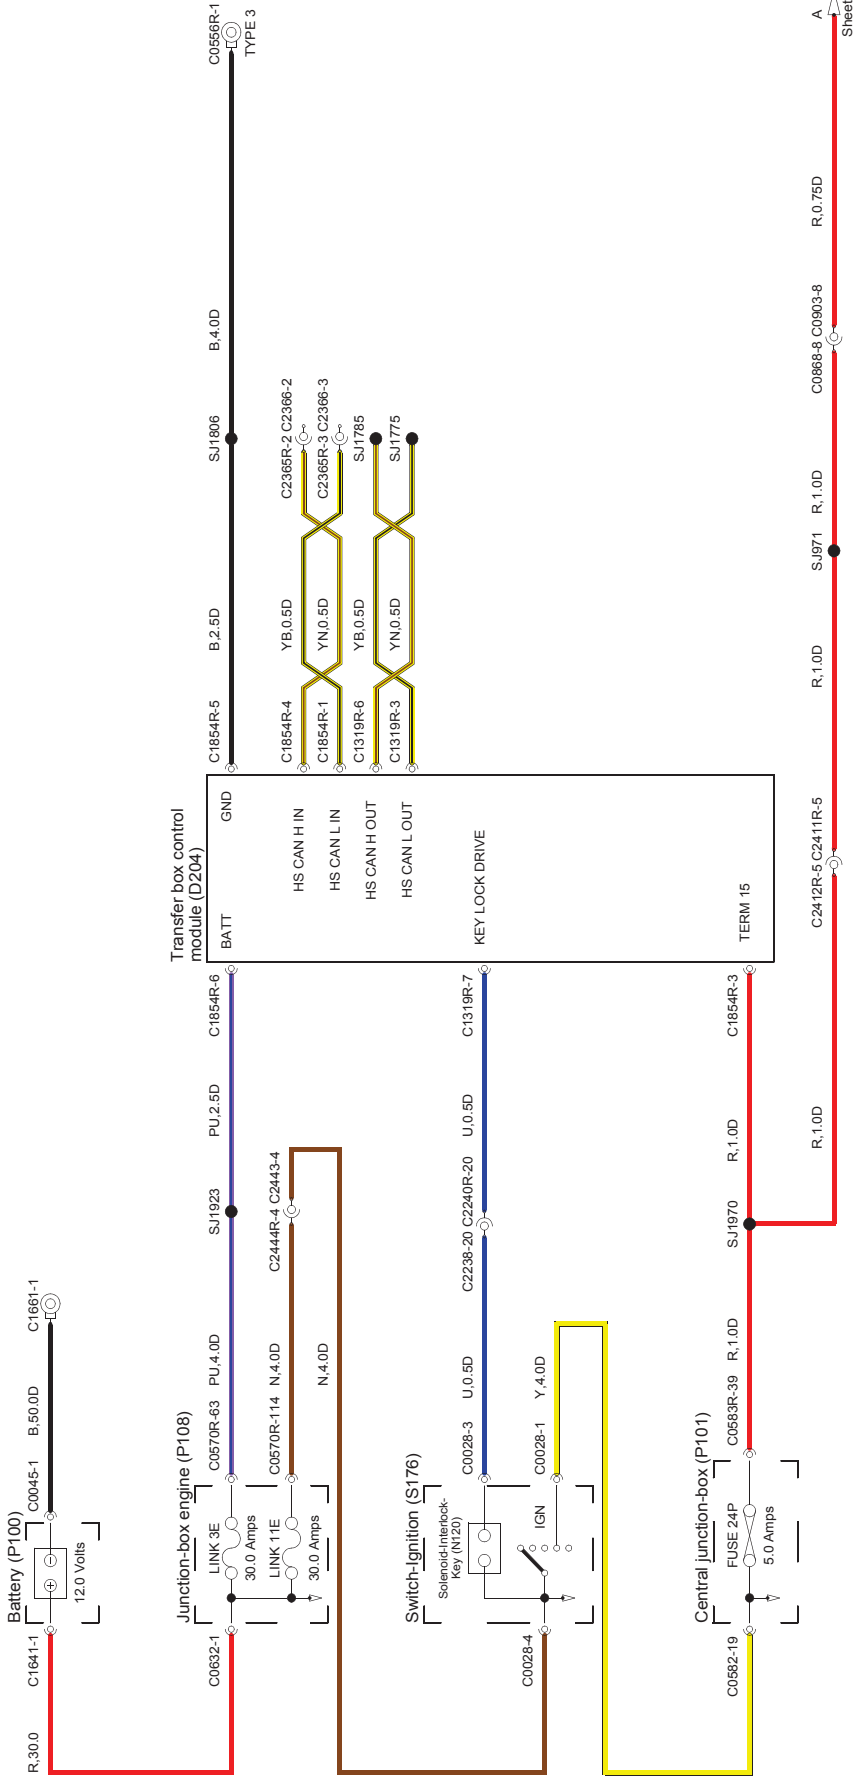 Battery (P100)
C1641-1
C0045-1
C1661-1
R,30.0
12.0 Volts
B,50.0D
Junction-box engine (P108)
C0632-1
LINK 3E
30.0 Amps
LINK 11E
30.0 Amps
C0570R-63
PU,4.0D
SJ1923
PU,2.5D
C1854R-6
C0570R-114
N,4.0D
C2444R-4
C2443-4
N,4.0D
Transfer box control
module (D204)
BATT
GND
HS CAN H IN
HS CAN L IN
HS CAN H OUT
HS CAN L OUT
KEY LOCK DRIVE
TERM 15
C1854R-5
B,2.5D
SJ1806
B,4.0D
C0556R-1
TYPE 3
C1854R-4
YB,0.5D
C2365R-2
C2366-2
C1854R-1
YN,0.5D
C2365R-3
C2366-3
C1319R-6
YB,0.5D
SJ1785
C1319R-3
YN,0.5D
SJ1775
Switch-Ignition (S176)
Solenoid-Interlock-
Key (N120)
IGN
C0028-4
C0028-3
U,0.5D
C2238-20
C2240R-20
U,0.5D
C1319R-7
C0028-1
Y,4.0D
Central junction-box (P101)
C0582-19
FUSE 24P
5.0 Amps
C0583R-39
R,1.0D
SJ1970
R,1.0D
C1854R-3
R,1.0D
C2412R-5
C2411R-5
R,1.0D
SJ971
R,1.0D
C0868-8
C0903-8
R,0.75D
A
Sheet